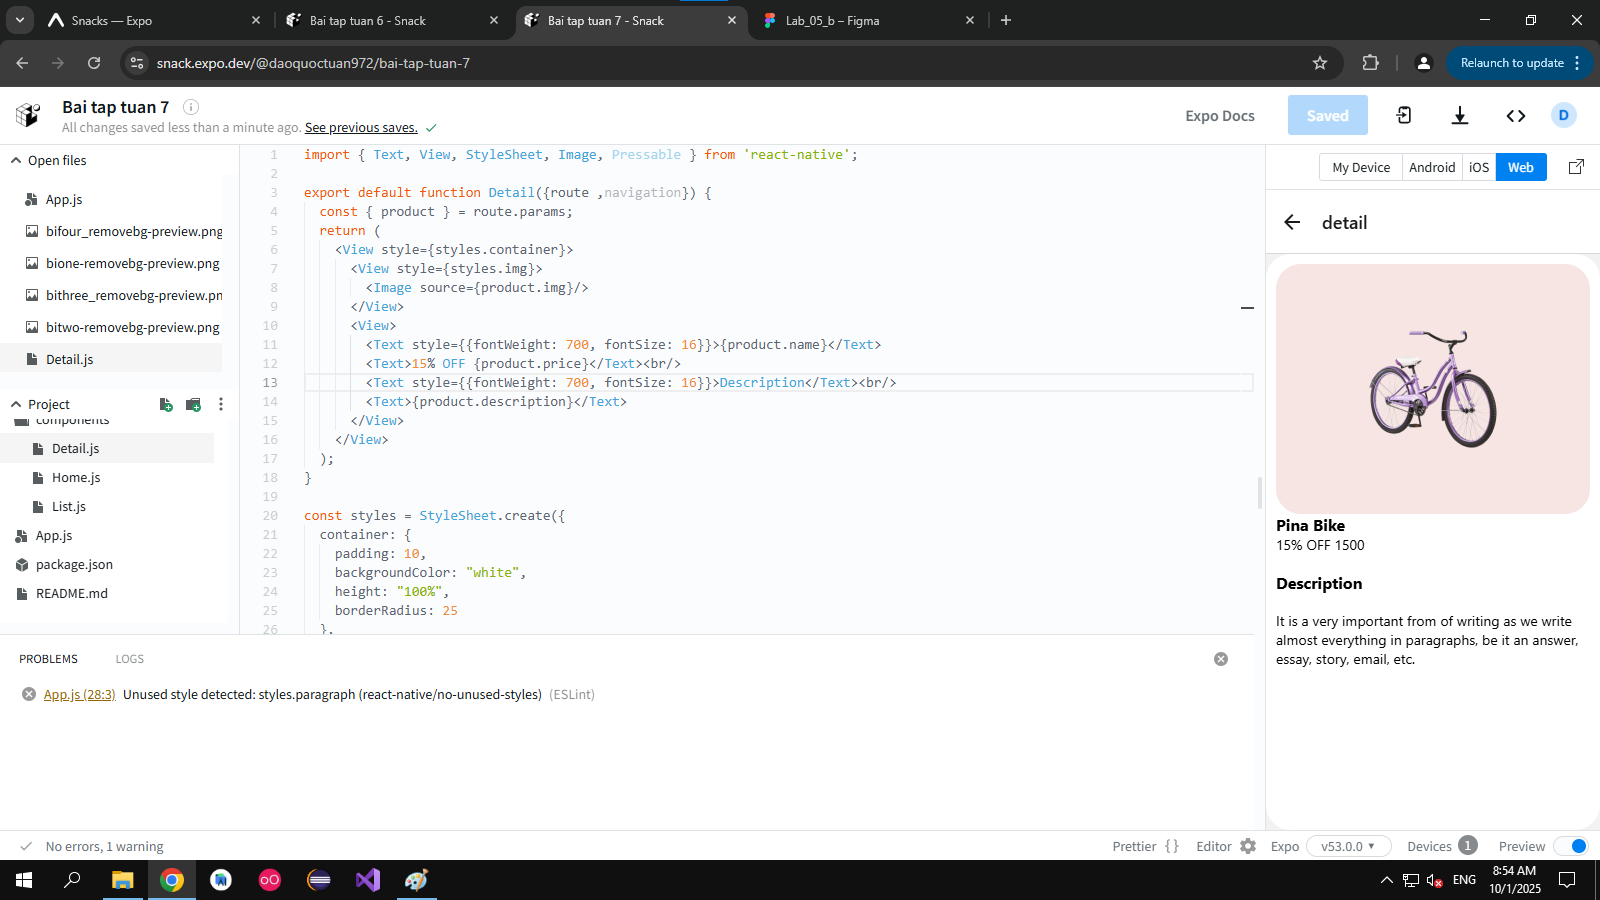 Snacks — Expo
Bai tap tuan 6 - Snack
Bai tap tuan 7 - Snack
Lab_05_b – Figma
snack.expo.dev/@daoquoctuan972/bai-tap-tuan-7
Relaunch to update
Bai tap tuan 7
All changes saved less than a minute ago. See previous saves.
Expo Docs
Saved
D
Open files
App.js
bifour_removebg-preview.png
bione-removebg-preview.png
bithree_removebg-preview.pn
bitwo-removebg-preview.png
Detail.js
Project
components
Detail.js
Home.js
List.js
App.js
package.json
README.md
1 import { Text, View, StyleSheet, Image, Pressable } from 'react-native';
2
3 export default function Detail({route ,navigation}) {
4 const { product } = route.params;
5 return (
6 <View style={styles.container}>
7 <View style={styles.img}>
8 <Image source={product.img}/>
9 </View>
10 <View>
11 <Text style={{fontWeight: 700, fontSize: 16}}>{product.name}</Text>
12 <Text>15% OFF {product.price}</Text><br/>
13 <Text style={{fontWeight: 700, fontSize: 16}}>Description</Text><br/>
14 <Text>{product.description}</Text>
15 </View>
16 </View>
17 );
18 }
19
20 const styles = StyleSheet.create({
21 container: {
22 padding: 10,
23 backgroundColor: "white",
24 height: "100%",
25 borderRadius: 25
26 },
My Device
Android
iOS
Web
detail
Pina Bike
15% OFF 1500
Description
It is a very important from of writing as we write
almost everything in paragraphs, be it an answer,
essay, story, email, etc.
PROBLEMS
LOGS
App.js (28:3) Unused style detected: styles.paragraph (react-native/no-unused-styles) (ESLint)
No errors, 1 warning
Prettier { }
Editor
Expo
v53.0.0
Devices 1
Preview
ENG
8:54 AM
10/1/2025